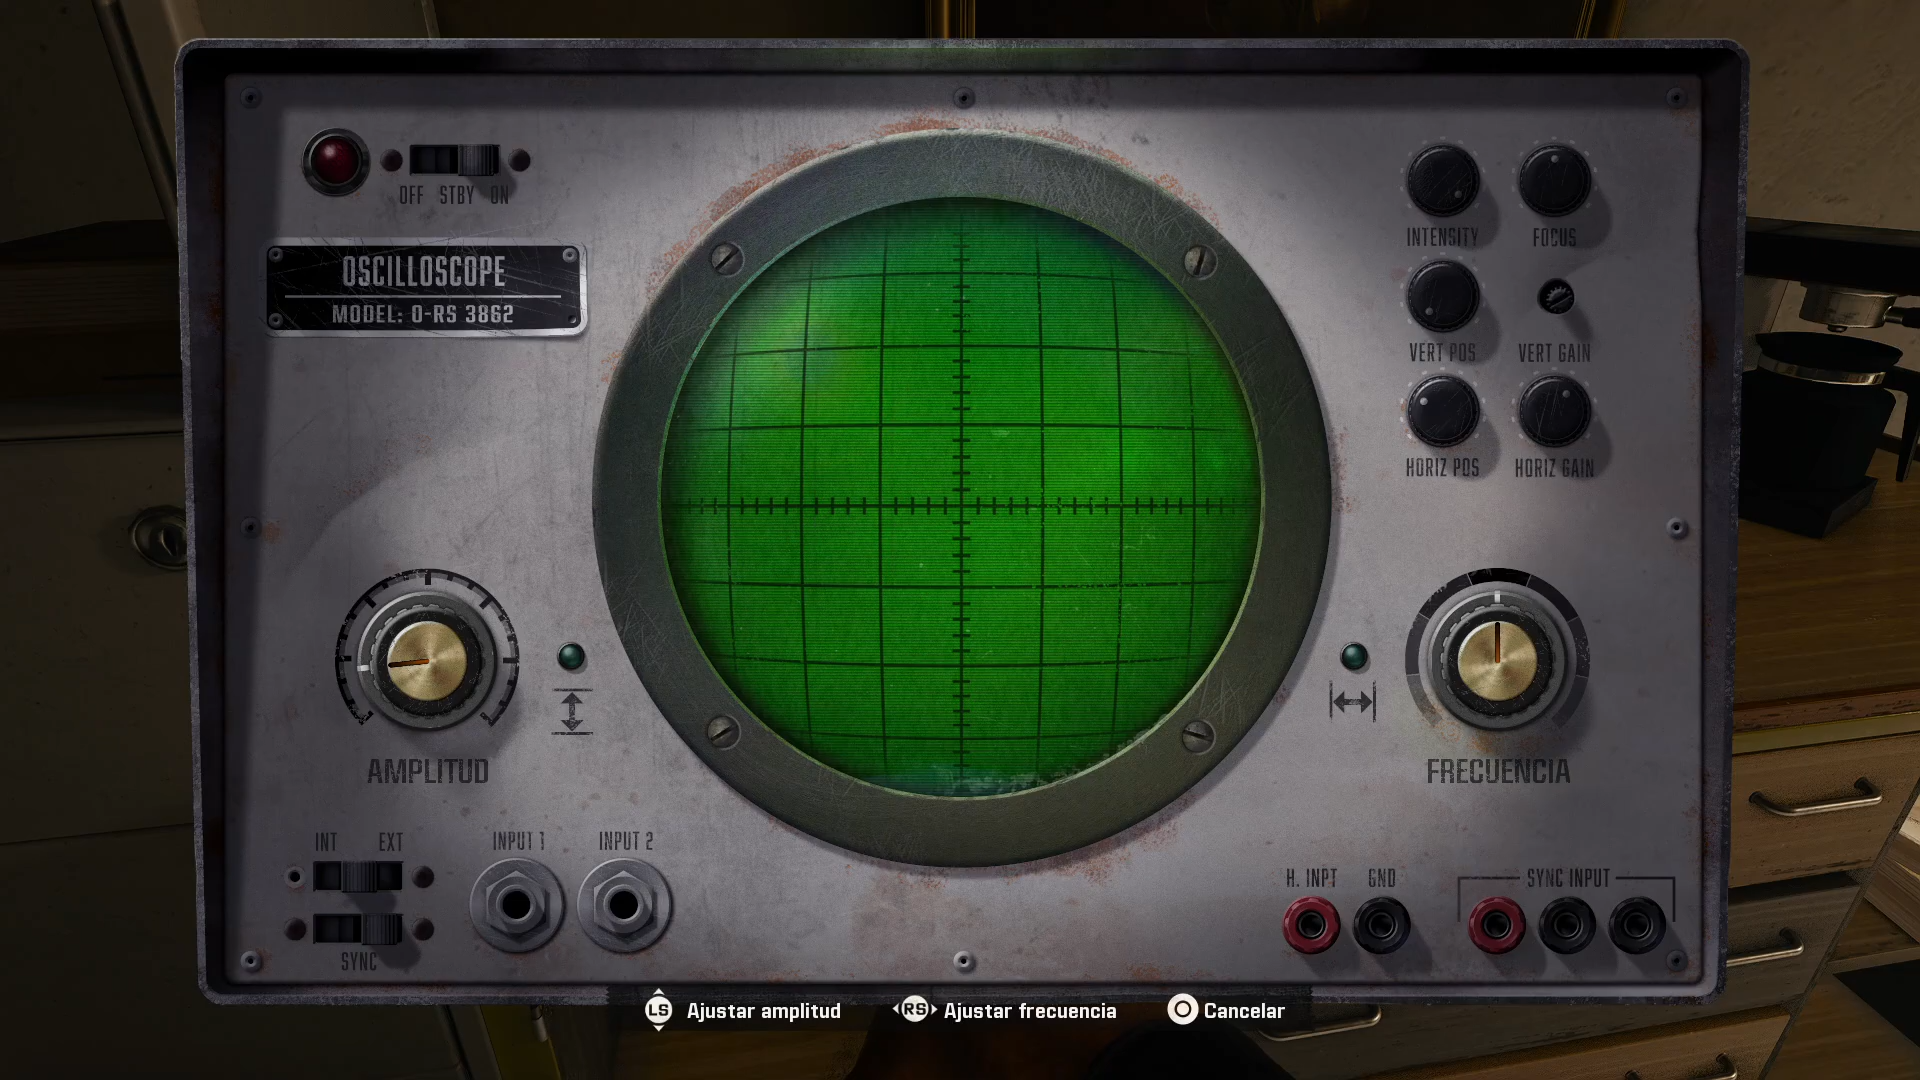 OFF STBY ON
OSCILLOSCOPE
MODEL: O-RS 3862
INTENSITY
FOCUS
VERT POS
VERT GAIN
HORIZ POS
HORIZ GAIN
AMPLITUD
FRECUENCIA
INT EXT
INPUT 1
INPUT 2
SYNC
H. INPT
GND
SYNC INPUT
LS Ajustar amplitud
RS Ajustar frecuencia
Cancelar